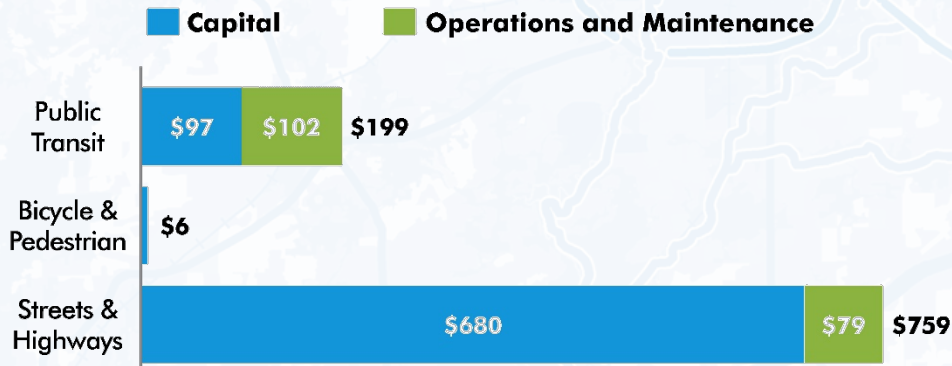 Capital Operations and Maintenance
Public
Transit
$97 $102 $199
Bicycle &
Pedestrian
$6
Streets &
Highways
$680 $79 $759